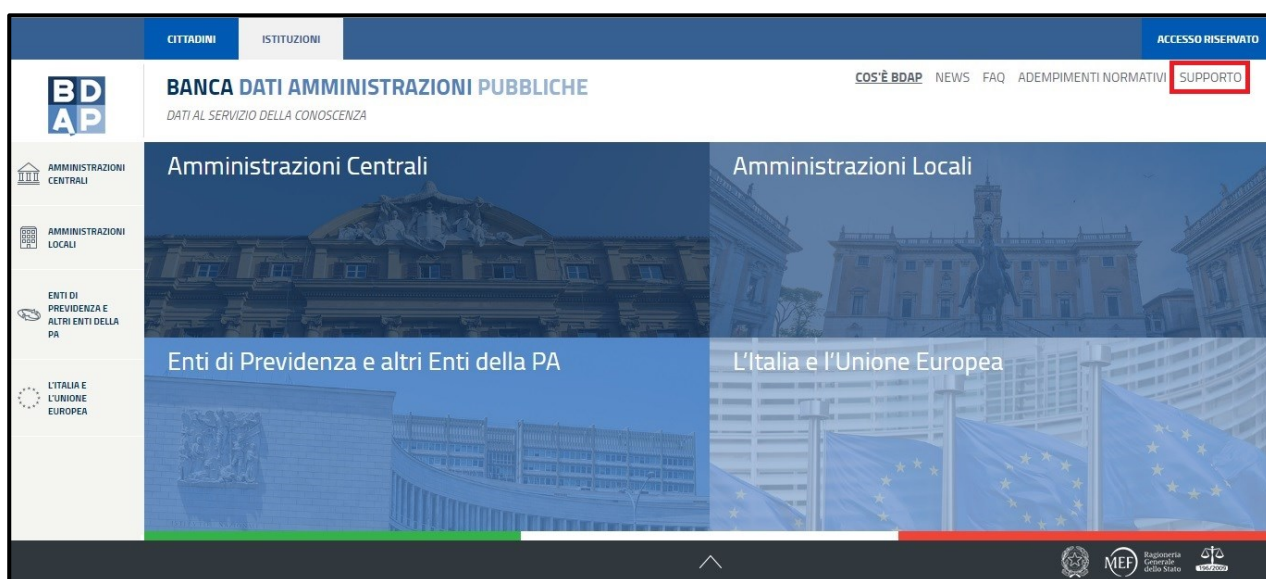 CITTADINI
ISTITUZIONI
ACCESSO RISERVATO
BD
AP
BANCA DATI AMMINISTRAZIONI PUBBLICHE
DATI AL SERVIZIO DELLA CONOSCENZA
COS'È BDAP
NEWS
FAQ
ADEMPIMENTI NORMATIVI
SUPPORTO
AMMINISTRAZIONI
CENTRALI
AMMINISTRAZIONI
LOCALI
ENTI DI
PREVIDENZA E
ALTRI ENTI DELLA
PA
L'ITALIA E
L'UNIONE
EUROPEA
Amministrazioni Centrali
Amministrazioni Locali
Enti di Previdenza e altri Enti della PA
L'Italia e l'Unione Europea
MEF
Ragioneria
Generale
dello Stato
196/2009